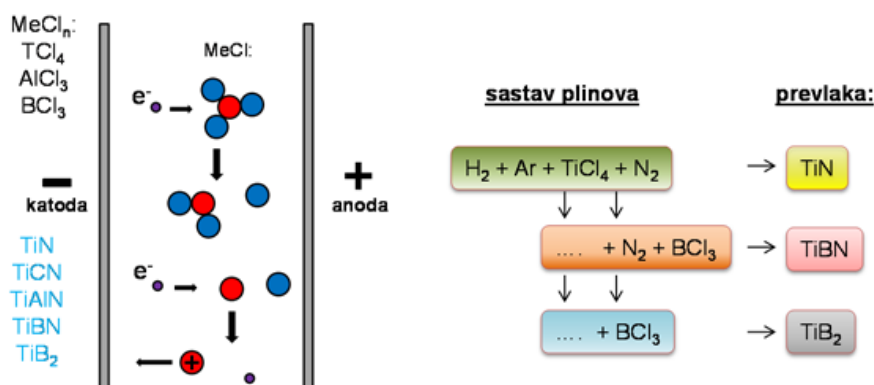 MeClₙ:
TCl₄
AlCl₃
BCl₃
−
katoda
TiN
TiCN
TiAlN
TiBN
TiB₂
MeCl:
e⁻
e⁻
+
+
anoda
sastav plinova
prevlaka:
H₂ + Ar + TiCl₄ + N₂
TiN
.... + N₂ + BCl₃
TiBN
.... + BCl₃
TiB₂